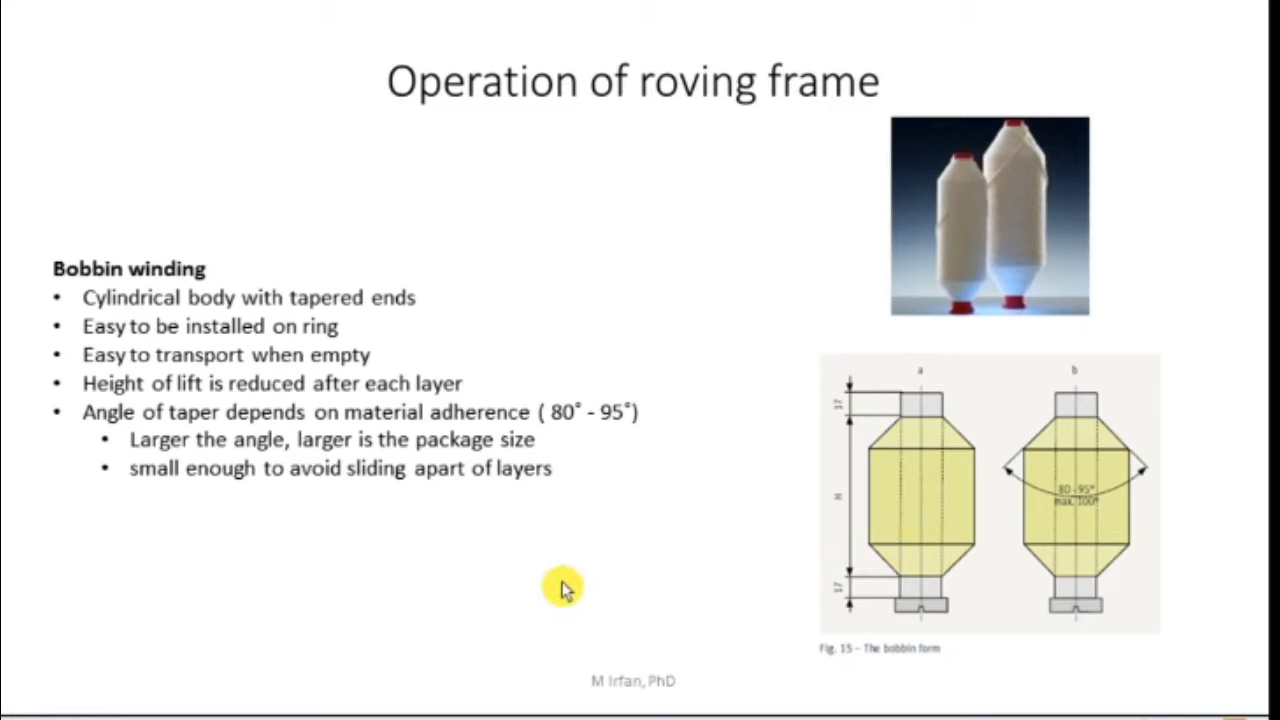 Operation of roving frame
Bobbin winding
• Cylindrical body with tapered ends
• Easy to be installed on ring
• Easy to transport when empty
• Height of lift is reduced after each layer
• Angle of taper depends on material adherence ( 80˚ - 95˚)
• Larger the angle, larger is the package size
• small enough to avoid sliding apart of layers
a
b
17
H
17
80 -95°
max. 100°
Fig. 15 – The bobbin form
M Irfan, PhD